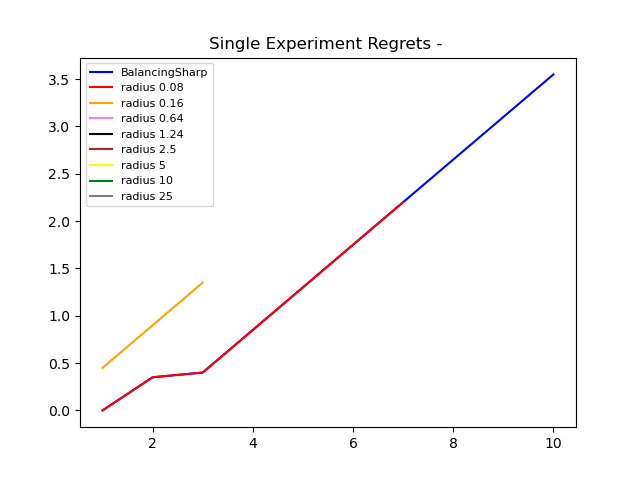 Single Experiment Regrets -
BalancingSharp
radius 0.08
radius 0.16
radius 0.64
radius 1.24
radius 2.5
radius 5
radius 10
radius 25
3.5
3.0
2.5
2.0
1.5
1.0
0.5
0.0
2 4 6 8 10